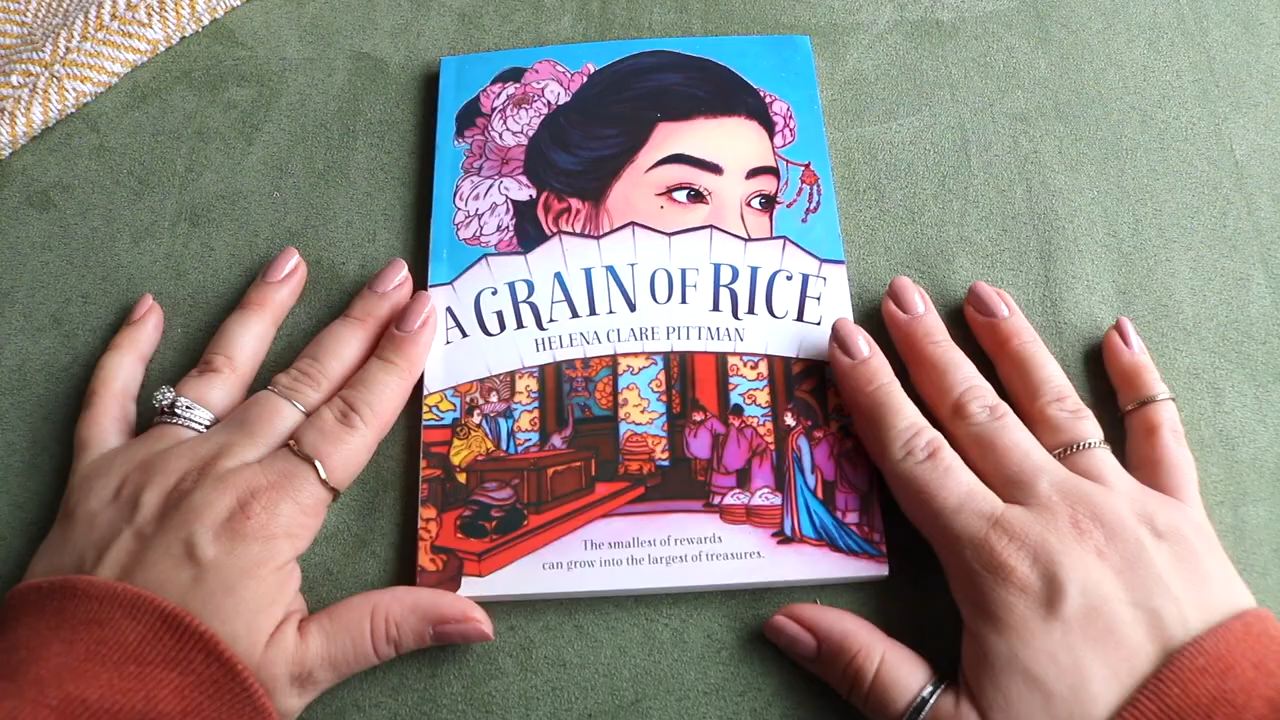 A GRAIN OF RICE
HELENA CLARE PITTMAN
The smallest of rewards
can grow into the largest of treasures.